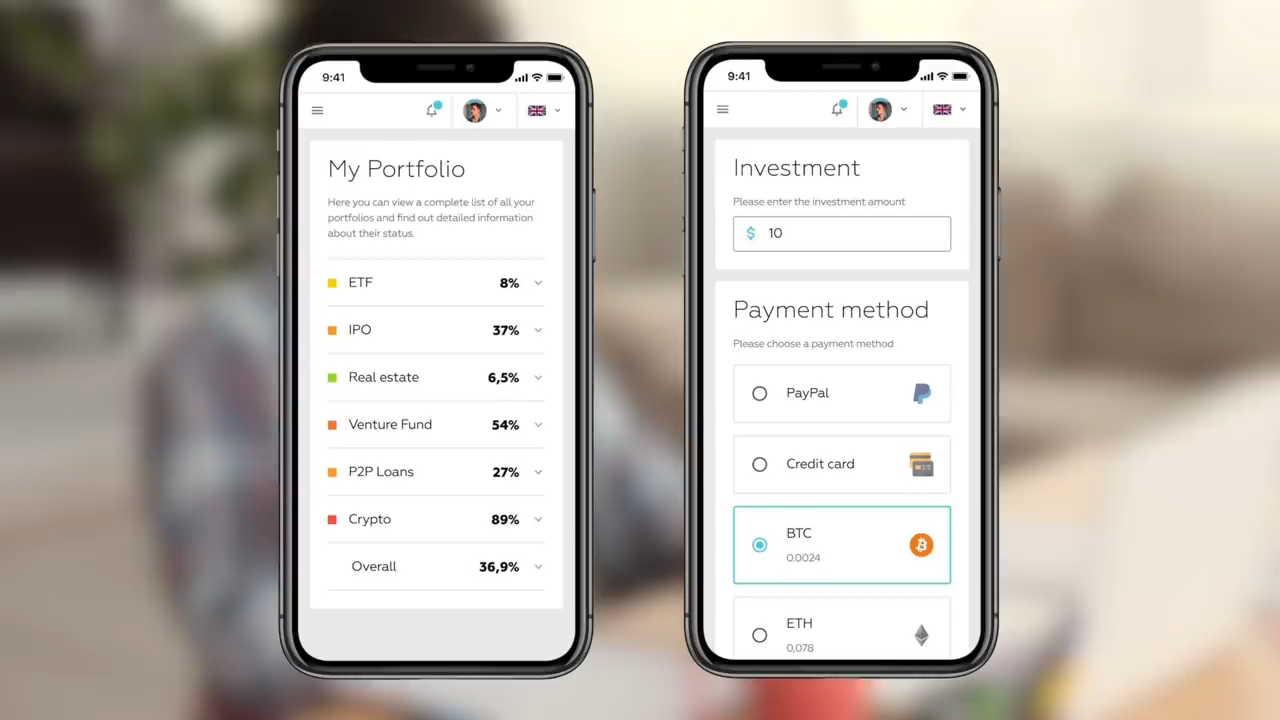 9:41
My Portfolio
Here you can view a complete list of all your
portfolios and find out detailed information
about their status.
ETF 8%
IPO 37%
Real estate 6,5%
Venture Fund 54%
P2P Loans 27%
Crypto 89%
Overall 36,9%
9:41
Investment
Please enter the investment amount
$ 10
Payment method
Please choose a payment method
PayPal
Credit card
BTC
0.0024
ETH
0,078